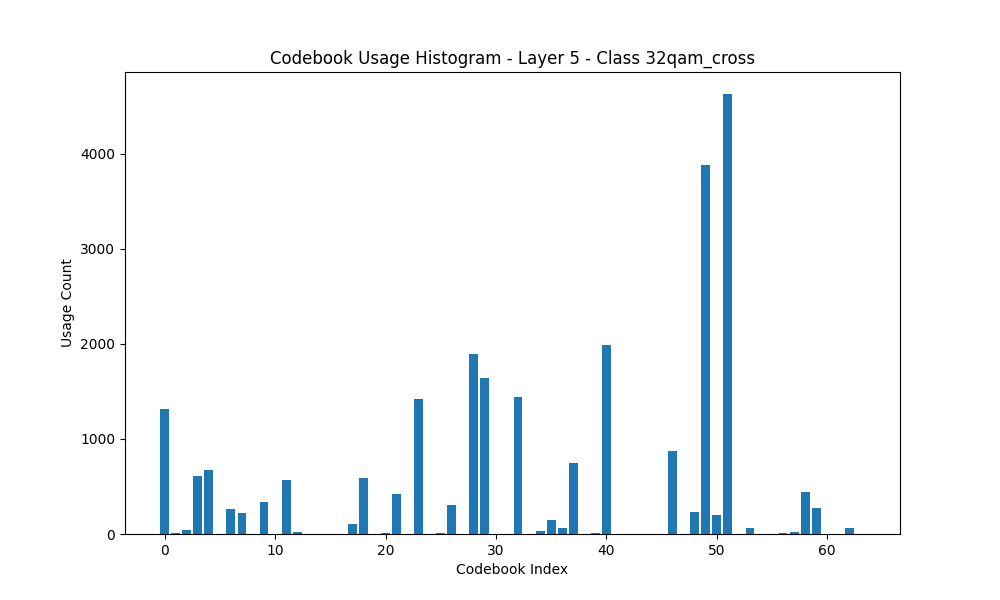 Codebook Usage Histogram - Layer 5 - Class 32qam_cross
4000
3000
2000
1000
0
Usage Count
0 10 20 30 40 50 60
Codebook Index